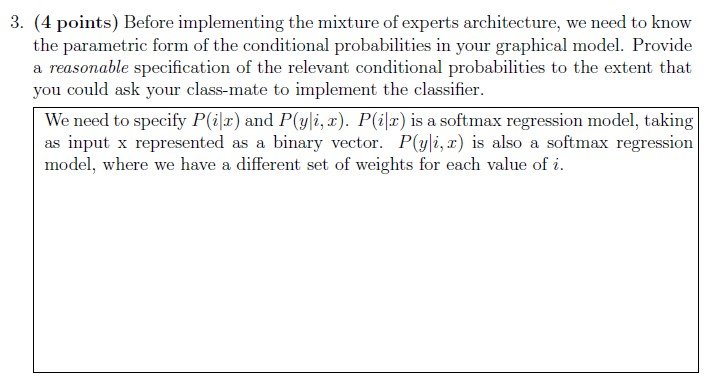 3. (4 points) Before implementing the mixture of experts architecture, we need to know
the parametric form of the conditional probabilities in your graphical model. Provide
a reasonable specification of the relevant conditional probabilities to the extent that
you could ask your class-mate to implement the classifier.
We need to specify P(i|x) and P(y|i, x). P(i|x) is a softmax regression model, taking
as input x represented as a binary vector. P(y|i, x) is also a softmax regression
model, where we have a different set of weights for each value of i.